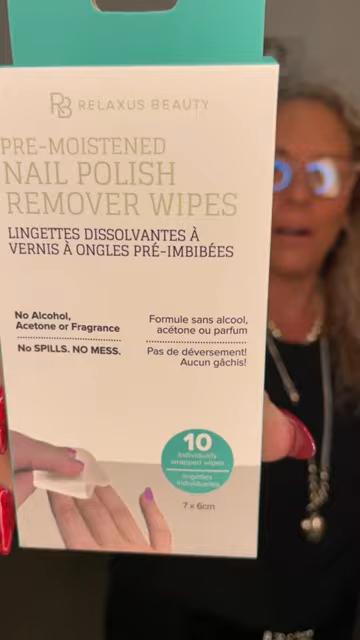 RB RELAXUS BEAUTY
PRE-MOISTENED
NAIL POLISH
REMOVER WIPES
LINGETTES DISSOLVANTES À
VERNIS À ONGLES PRÉ-IMBIBÉES
No Alcohol,
Acetone or Fragrance
No SPILLS. NO MESS.
Formule sans alcool,
acétone ou parfum
Pas de déversement!
Aucun gâchis!
10
individually
wrapped wipes
lingettes
individuelles
7 x 6cm